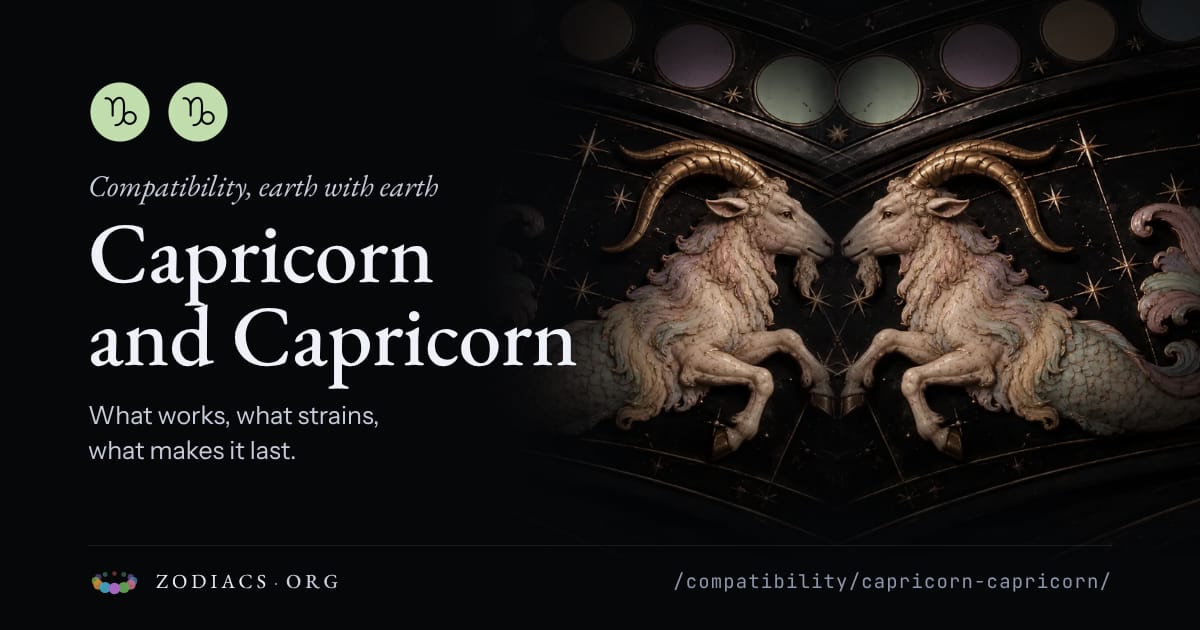 ♑ ♑
Compatibility, earth with earth
Capricorn
and Capricorn
What works, what strains,
what makes it last.
ZODIACS·ORG
/compatibility/capricorn-capricorn/